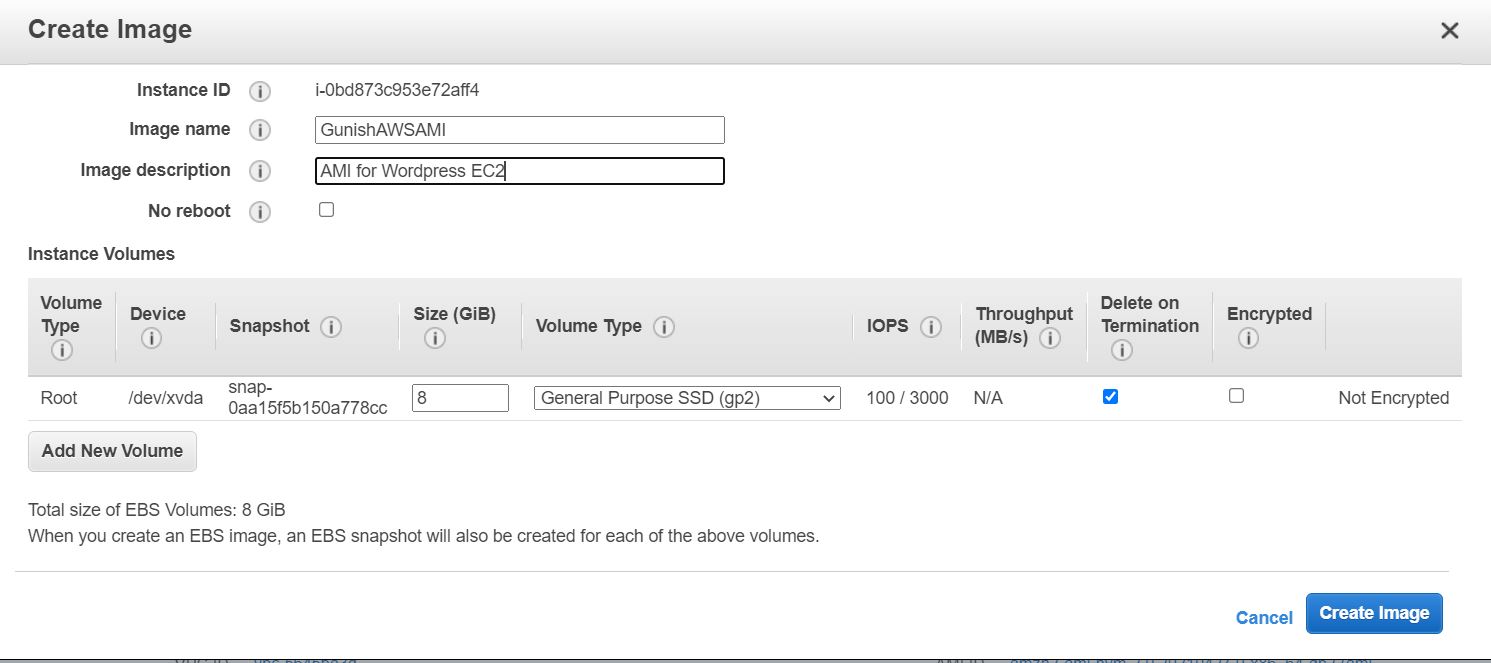 Create Image
Instance ID i-0bd873c953e72aff4
Image name GunishAWSAMI
Image description AMI for Wordpress EC2
No reboot
Instance Volumes
Volume Type Device Snapshot Size (GiB) Volume Type IOPS Throughput (MB/s) Delete on Termination Encrypted
Root /dev/xvda snap-0aa15f5b150a778cc 8 General Purpose SSD (gp2) 100 / 3000 N/A Not Encrypted
Add New Volume
Total size of EBS Volumes: 8 GiB
When you create an EBS image, an EBS snapshot will also be created for each of the above volumes.
Cancel Create Image